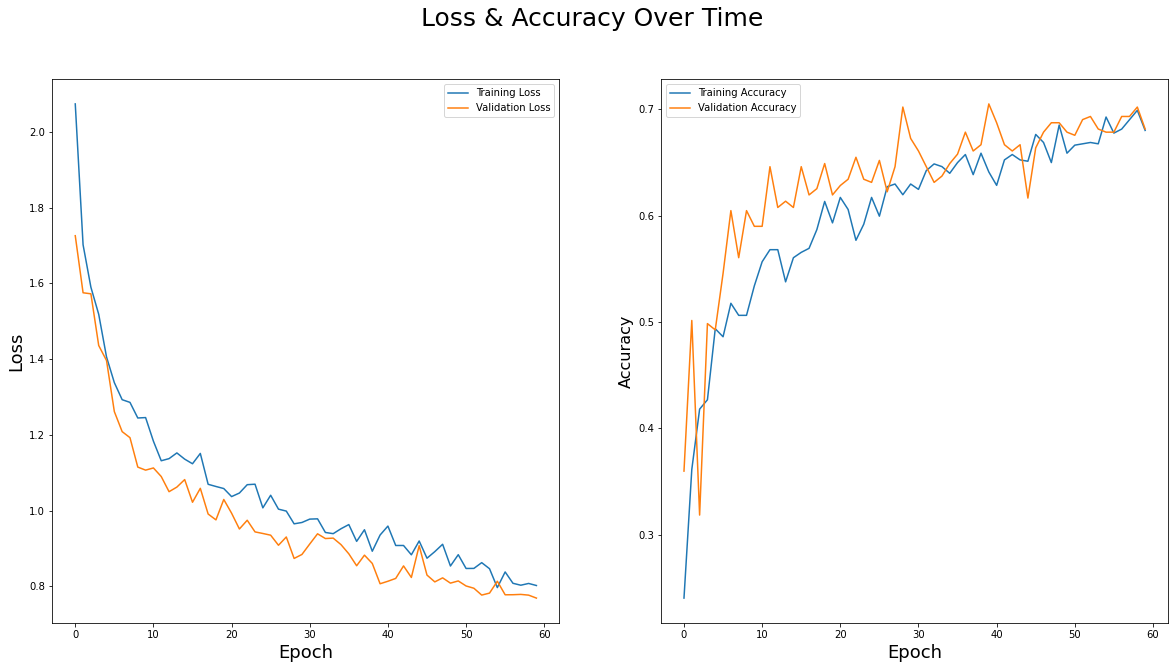 Loss & Accuracy Over Time
Training Loss
Validation Loss
2.0
1.8
1.6
1.4
1.2
1.0
0.8
Loss
0 10 20 30 40 50 60
Epoch
Training Accuracy
Validation Accuracy
0.7
0.6
0.5
0.4
0.3
Accuracy
0 10 20 30 40 50 60
Epoch